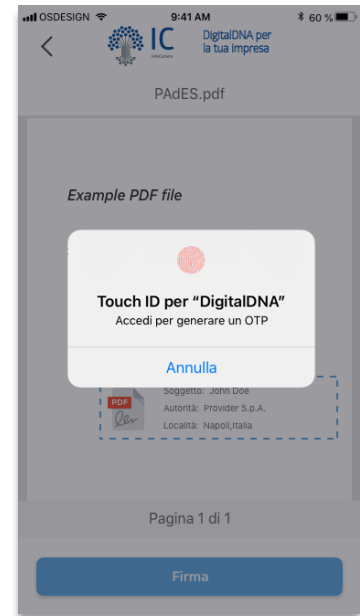 OSDESIGN 9:41 AM 60 %
IC
InfoCamere
DigitalDNA per
la tua Impresa
PAdES.pdf
Example PDF file
Touch ID per “DigitalDNA”
Accedi per generare un OTP
Annulla
PDF
Soggetto: John Doe
Autorità: Provider S.p.A.
Località: Napoli,Italia
Pagina 1 di 1
Firma